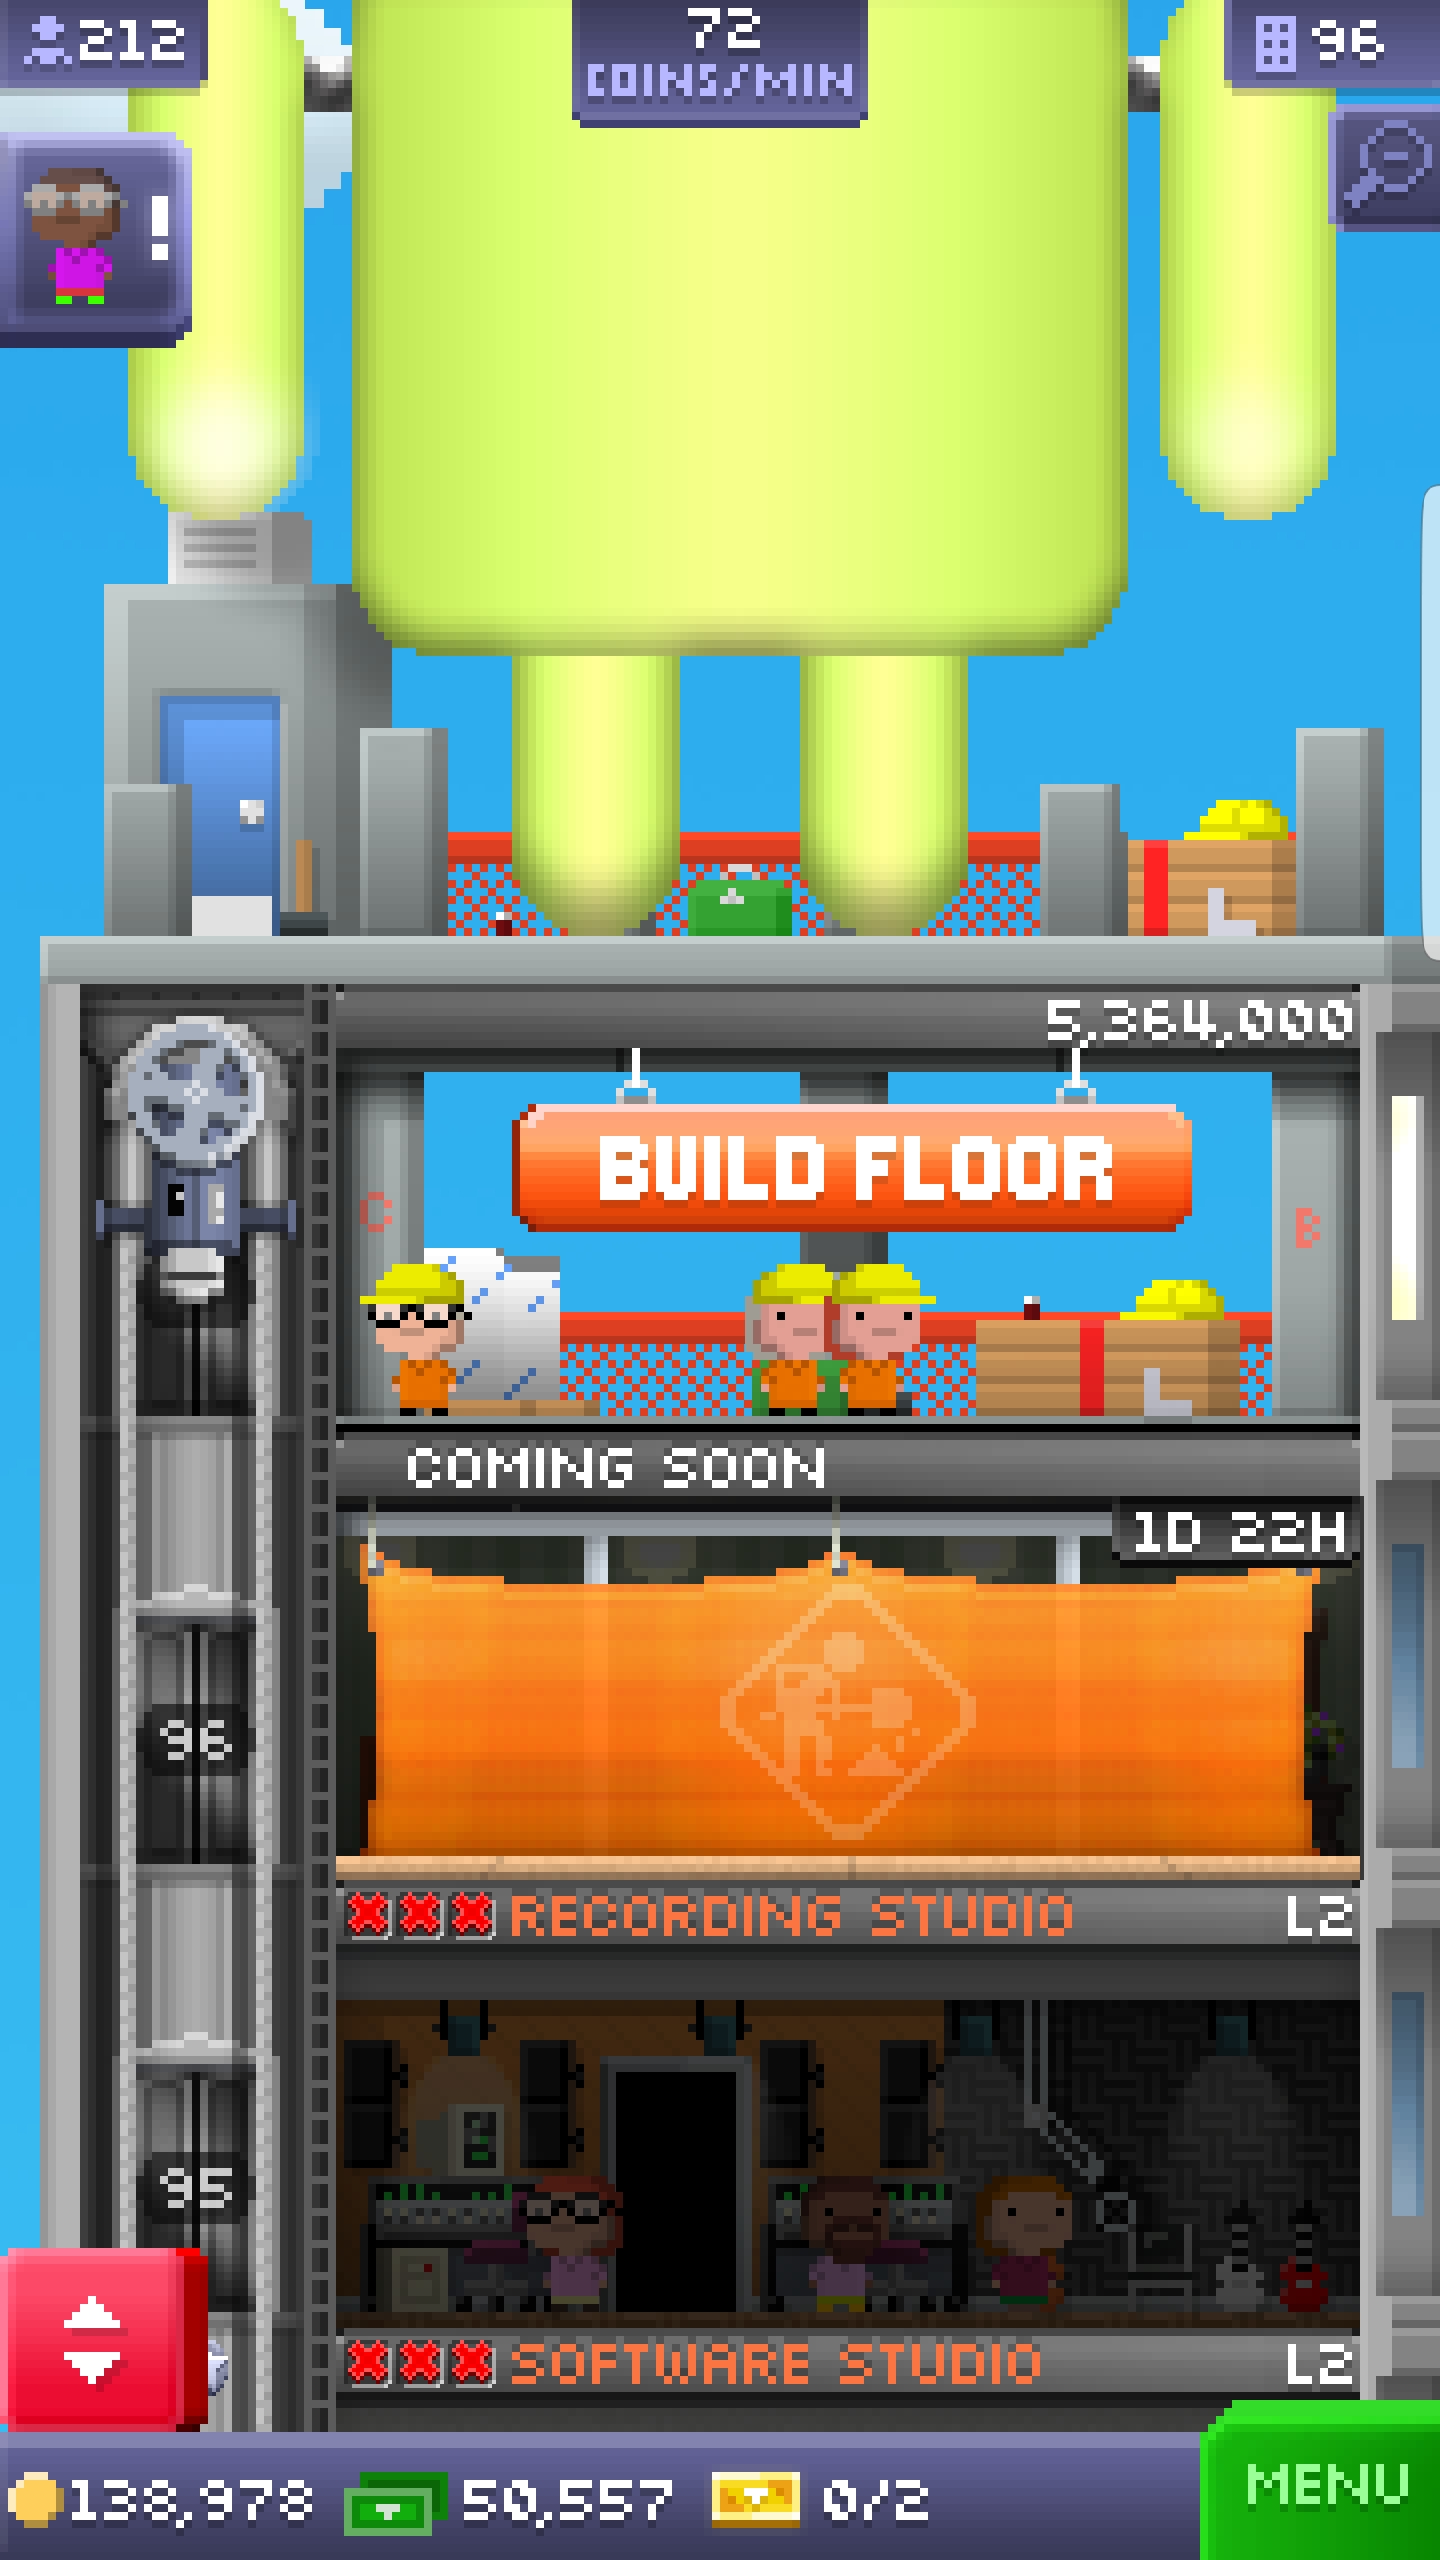 212
72
COINS/MIN
96
!
5,364,000
BUILD FLOOR
C
B
COMING SOON
1D 22H
96
RECORDING STUDIO L2
95
SOFTWARE STUDIO L2
138,978 50,557 0/2
MENU